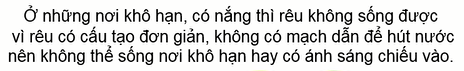 Ở những nơi khô hạn, có nắng thì rêu không sống được
vì rêu có cấu tạo đơn giản, không có mạch dẫn để hút nước
nên không thể sống nơi khô hạn hay có ánh sáng chiếu vào.